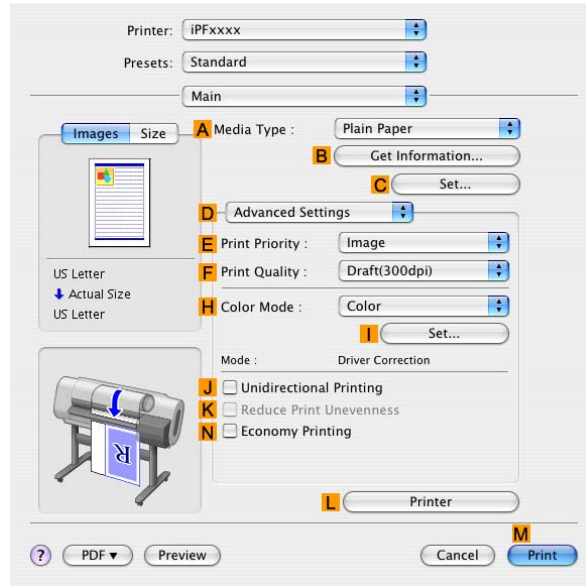 Printer: iPFxxxx
Presets: Standard
Main
Images Size
A Media Type : Plain Paper
B Get Information...
C Set...
D Advanced Settings
E Print Priority : Image
F Print Quality : Draft(300dpi)
H Color Mode : Color
I Set...
Mode : Driver Correction
J Unidirectional Printing
K Reduce Print Unevenness
N Economy Printing
US Letter
Actual Size
US Letter
R
L Printer
M
? PDF▼ Preview Cancel Print